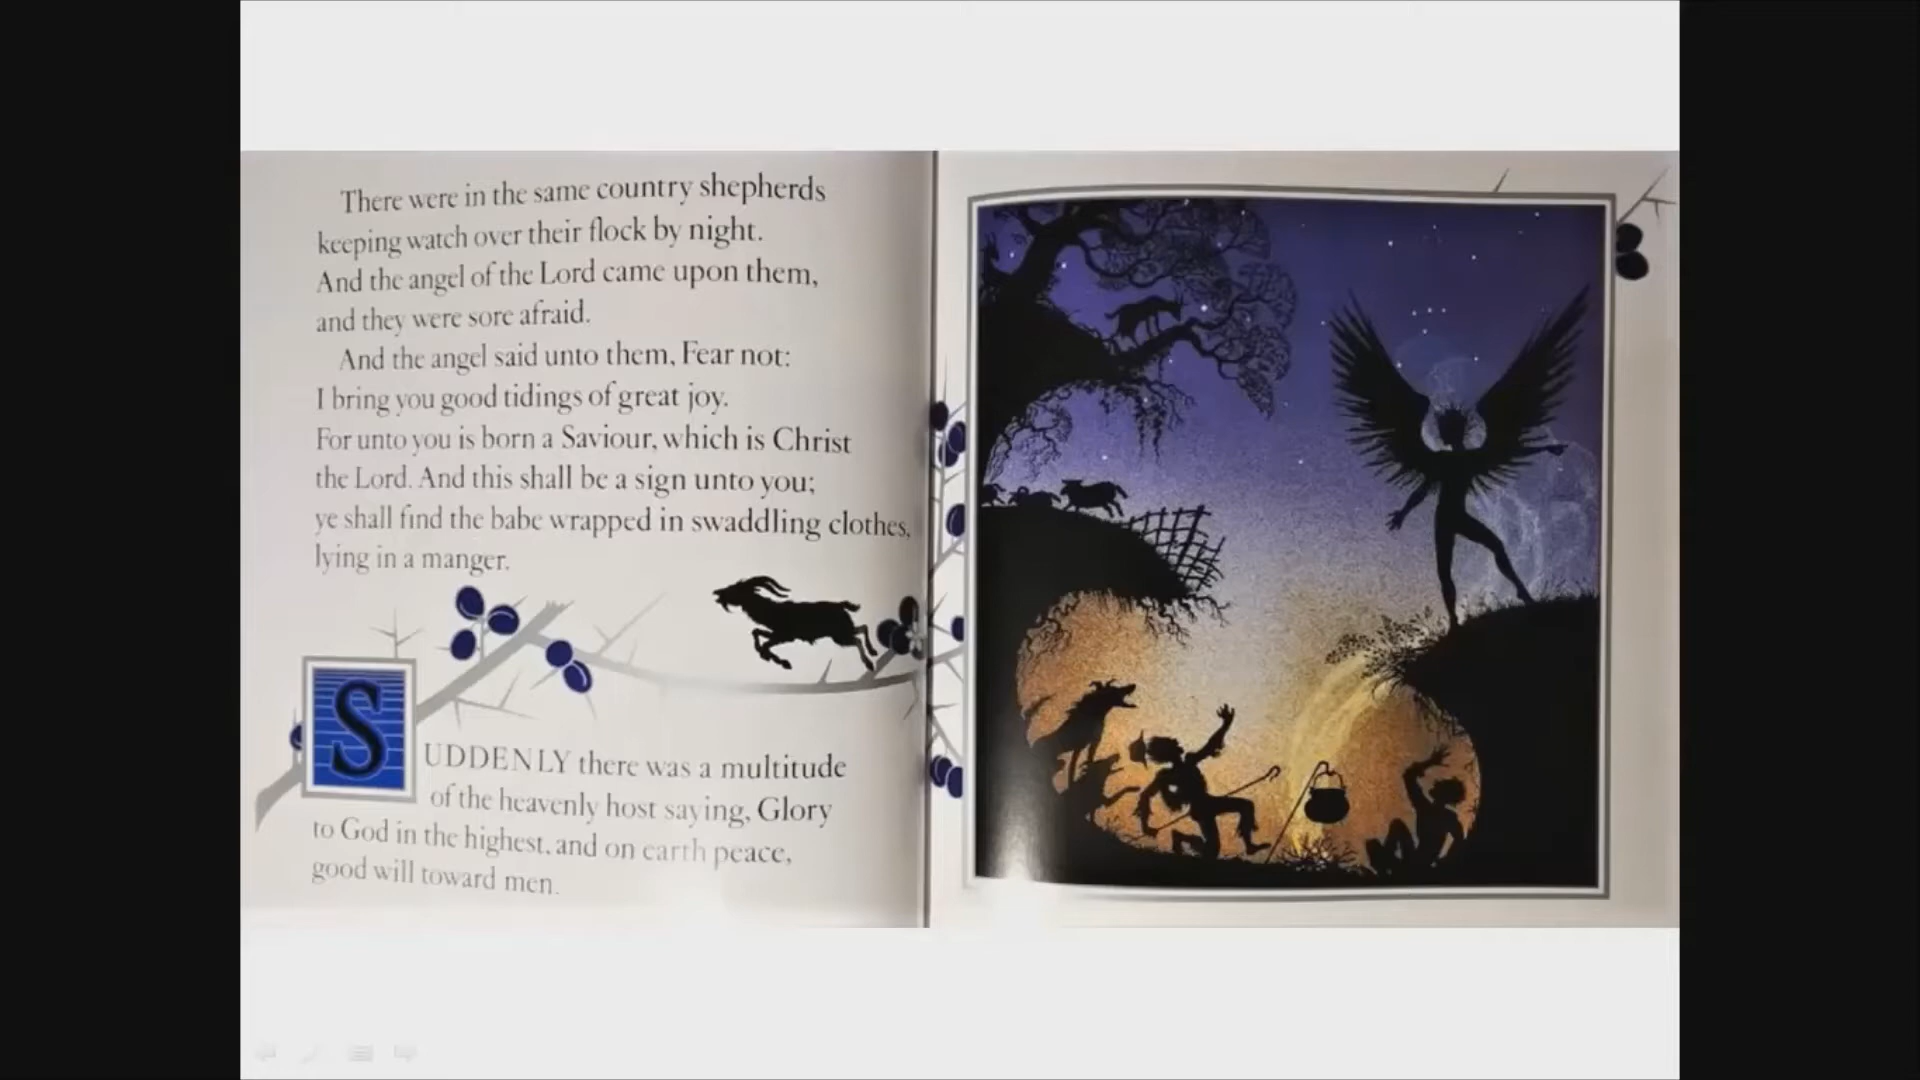 There were in the same country shepherds
keeping watch over their flock by night.
And the angel of the Lord came upon them,
and they were sore afraid.
And the angel said unto them, Fear not:
I bring you good tidings of great joy.
For unto you is born a Saviour, which is Christ
the Lord. And this shall be a sign unto you;
ye shall find the babe wrapped in swaddling clothes,
lying in a manger.
SUDDENLY there was a multitude
of the heavenly host saying, Glory
to God in the highest, and on earth peace,
good will toward men.